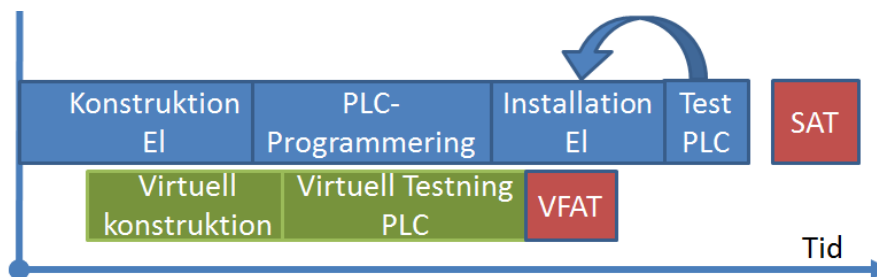 Konstruktion
El
PLC-
Programmering
Installation
El
Test
PLC
SAT
Virtuell
konstruktion
Virtuell Testning
PLC
VFAT
Tid